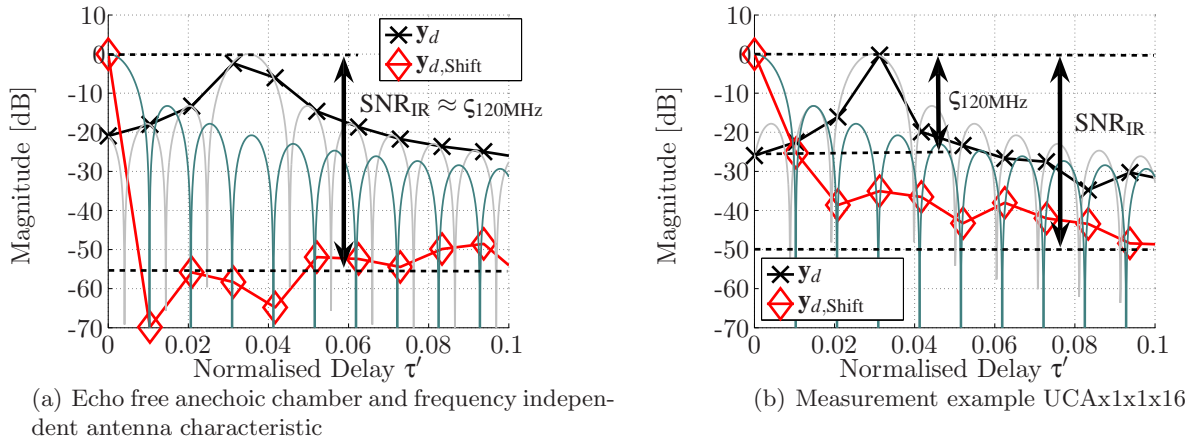 10
0
-10
-20
-30
-40
-50
-60
-70
Magnitude [dB]
y_d
y_d,Shift
SNR_IR ≈ ς_120MHz
0 0.02 0.04 0.06 0.08 0.1
Normalised Delay τ′
(a) Echo free anechoic chamber and frequency indepen-
dent antenna characteristic
10
0
-10
-20
-30
-40
-50
-60
-70
Magnitude [dB]
ς_120MHz
SNR_IR
y_d
y_d,Shift
0 0.02 0.04 0.06 0.08 0.1
Normalised Delay τ′
(b) Measurement example UCAx1x1x16